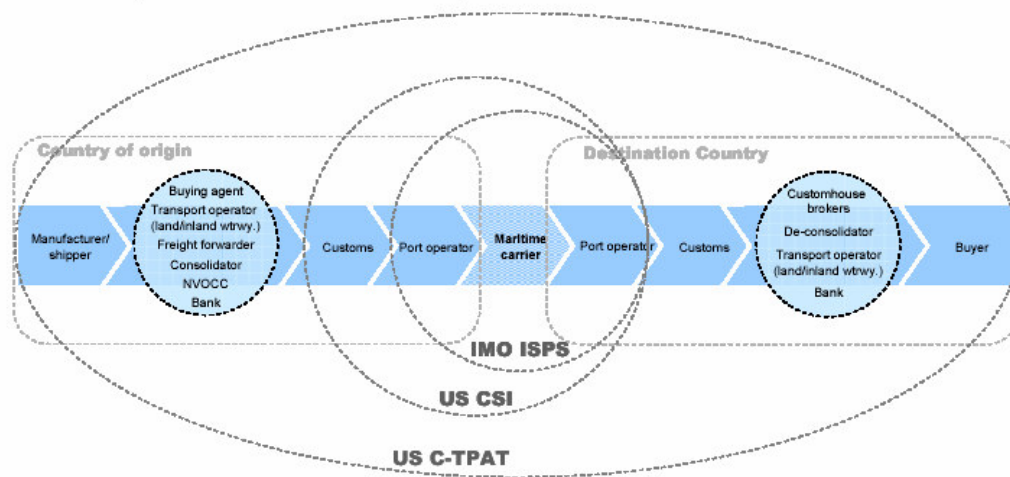 Country of origin
Destination Country
Manufacturer/
shipper
Buying agent
Transport operator
(land/inland wtrwy.)
Freight forwarder
Consolidator
NVOCC
Bank
Customs
Port operator
Maritime
carrier
Port operator
Customs
Customhouse
brokers
De-consolidator
Transport operator
(land/inland wtrwy.)
Bank
Buyer
IMO ISPS
US CSI
US C-TPAT